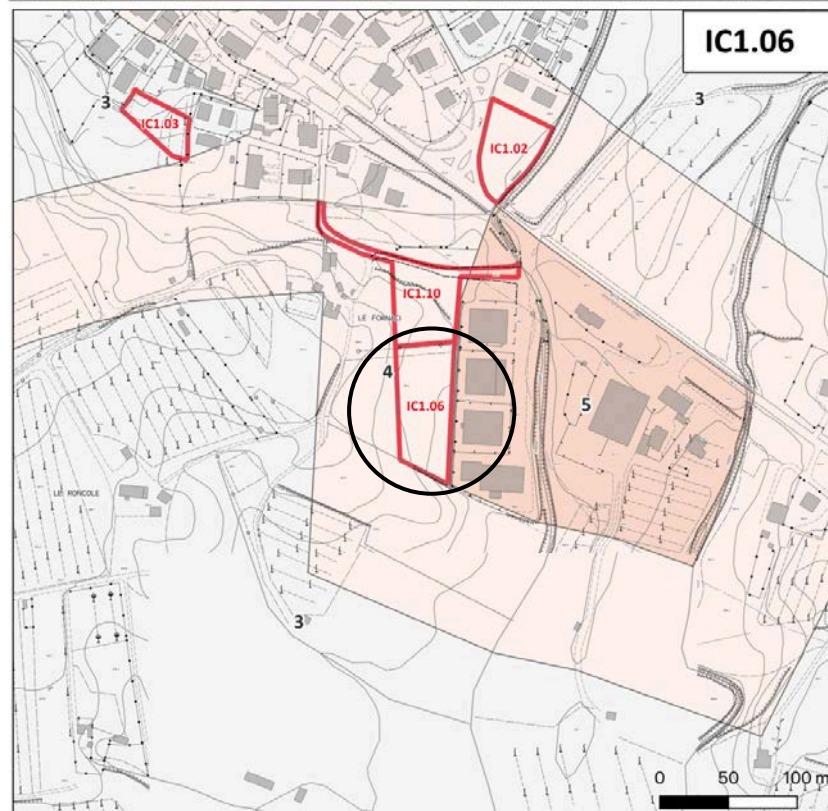 IC1.06
3
3
IC1.03
IC1.02
IC1.10
LE FORNACI
4
IC1.06
5
LE RONCOLE
3
0 50 100 m